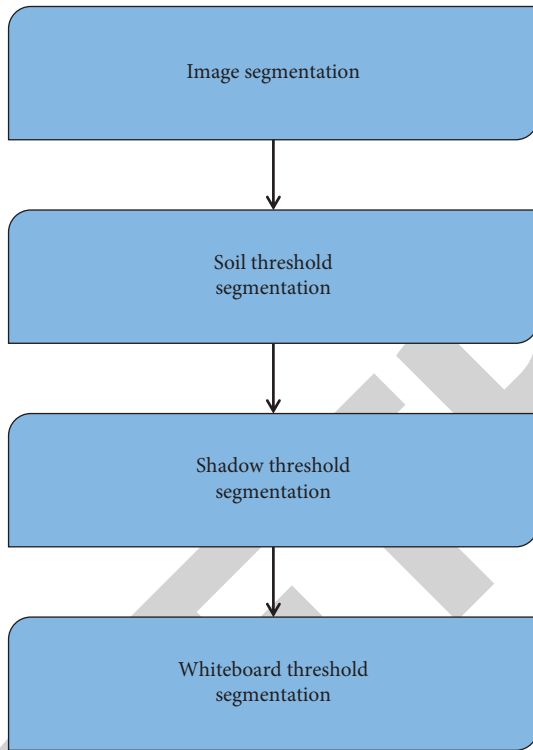 Image segmentation
Soil threshold
segmentation
Shadow threshold
segmentation
Whiteboard threshold
segmentation